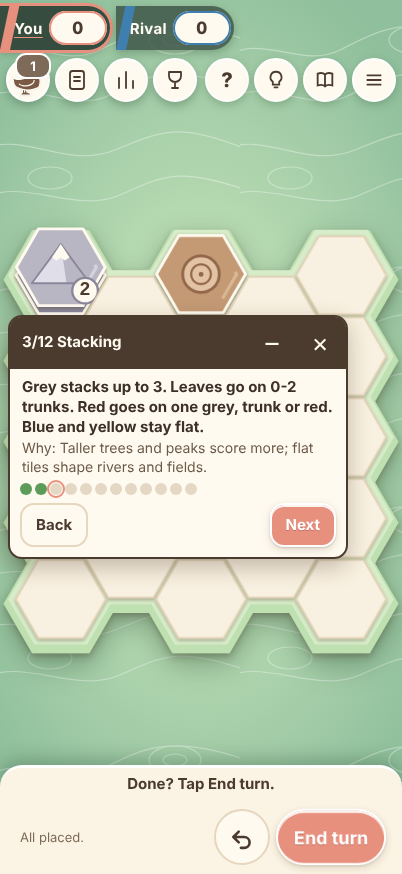 You 0 Rival 0
1
?
2
3/12 Stacking
Grey stacks up to 3. Leaves go on 0-2
trunks. Red goes on one grey, trunk or red.
Blue and yellow stay flat.
Why: Taller trees and peaks score more; flat
tiles shape rivers and fields.
Back Next
Done? Tap End turn.
All placed.
End turn